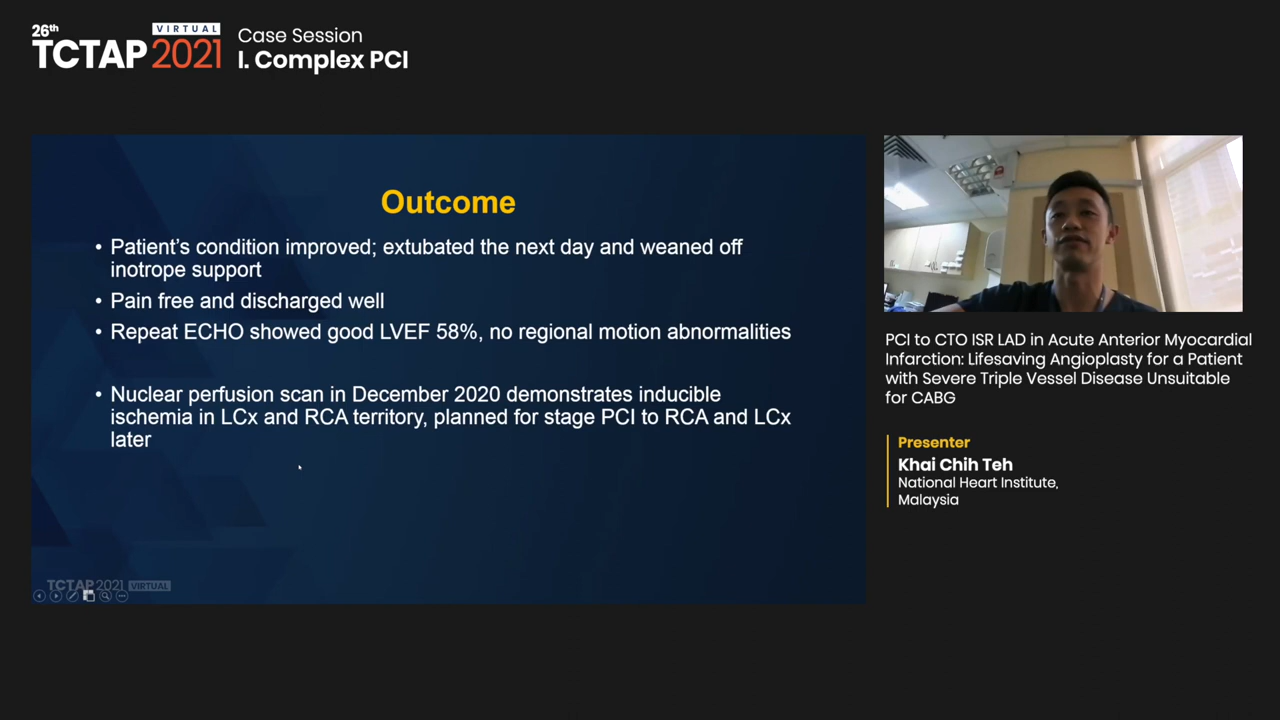 26th
VIRTUAL
TCTAP 2021
Case Session
I. Complex PCI
Outcome
• Patient's condition improved; extubated the next day and weaned off
inotrope support
• Pain free and discharged well
• Repeat ECHO showed good LVEF 58%, no regional motion abnormalities
• Nuclear perfusion scan in December 2020 demonstrates inducible
ischemia in LCx and RCA territory, planned for stage PCI to RCA and LCx
later
TCTAP 2021 VIRTUAL
PCI to CTO ISR LAD in Acute Anterior Myocardial
Infarction: Lifesaving Angioplasty for a Patient
with Severe Triple Vessel Disease Unsuitable
for CABG
Presenter
Khai Chih Teh
National Heart Institute,
Malaysia